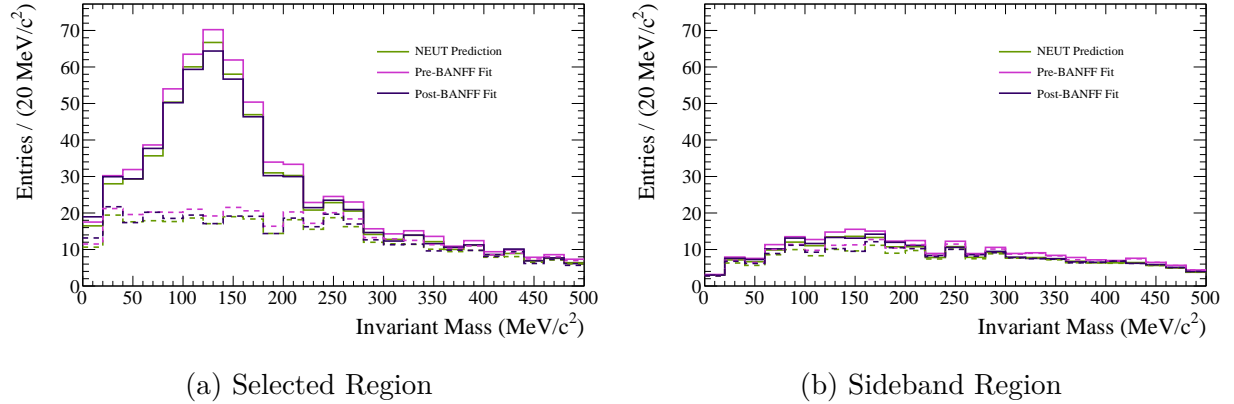 Entries / (20 MeV/c²)
70
60
50
40
30
20
10
0
NEUT Prediction
Pre-BANFF Fit
Post-BANFF Fit
0 50 100 150 200 250 300 350 400 450 500
Invariant Mass (MeV/c²)
(a) Selected Region
Entries / (20 MeV/c²)
70
60
50
40
30
20
10
0
NEUT Prediction
Pre-BANFF Fit
Post-BANFF Fit
0 50 100 150 200 250 300 350 400 450 500
Invariant Mass (MeV/c²)
(b) Sideband Region